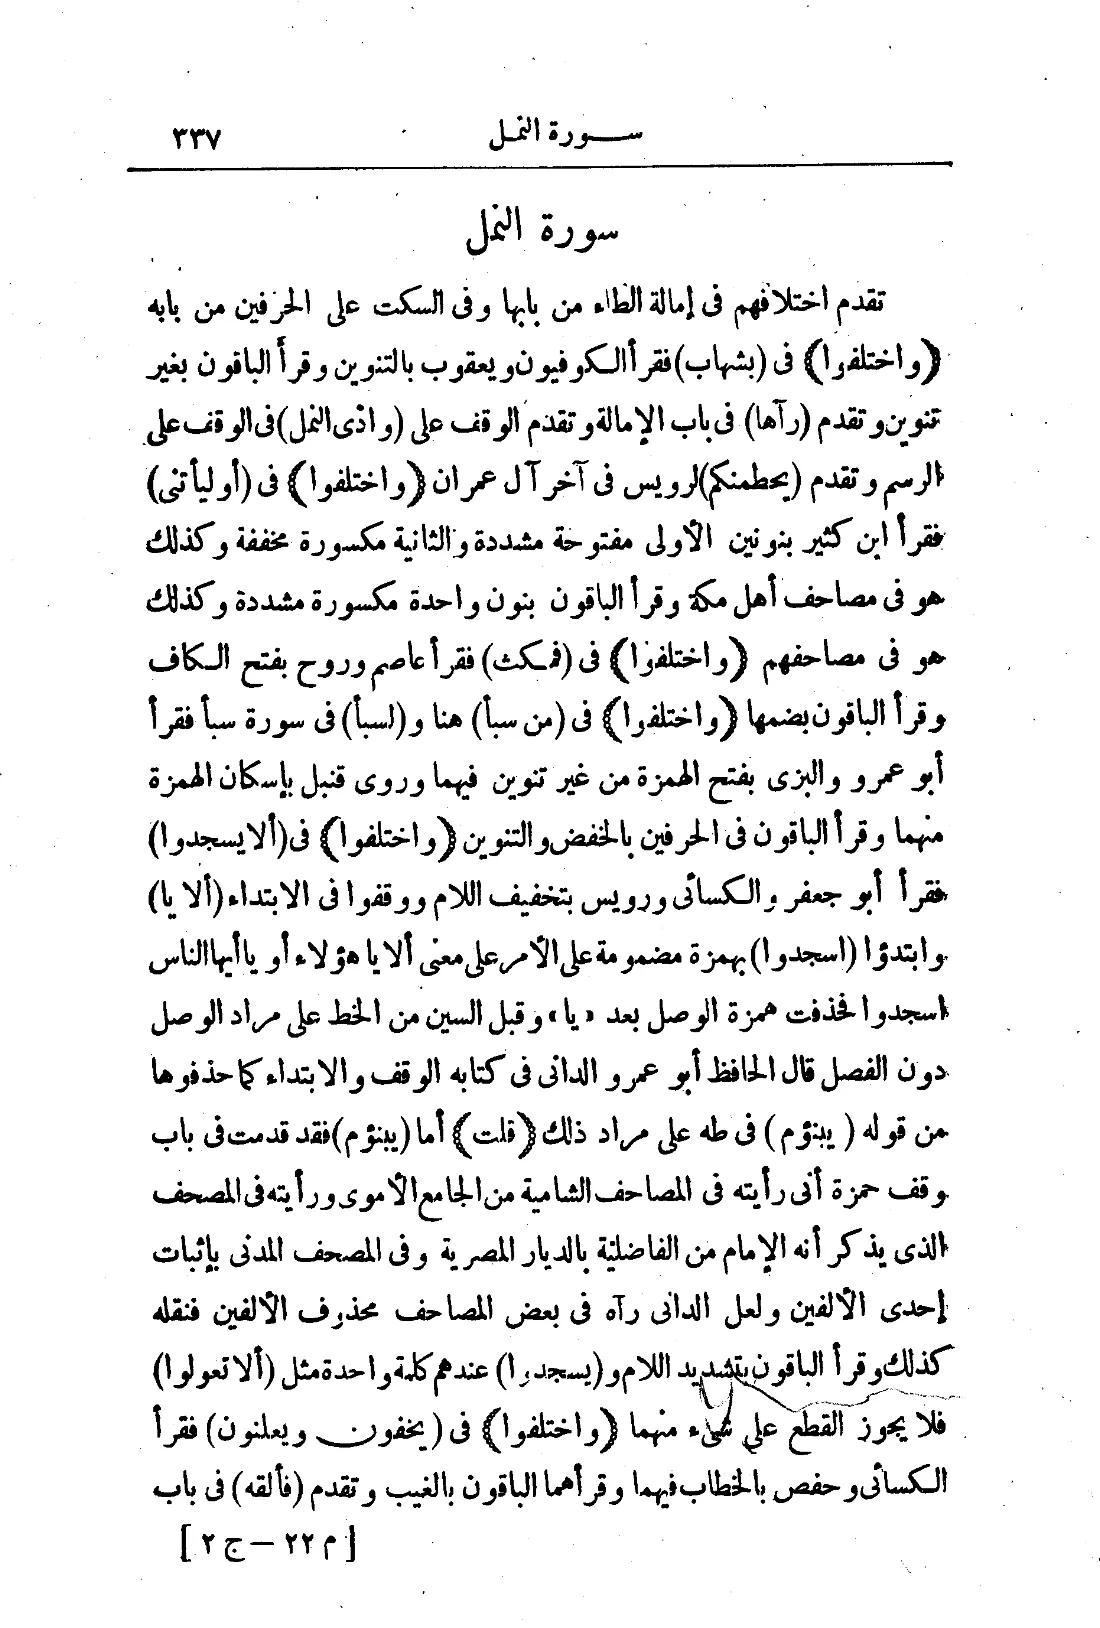 سورة النمل ٣٣٧
سورة النمل
تقدم اختلافهم فى إمالة الطاء من بابها وفى السكت على الحرفين من بابه
﴿واختلفوا﴾ فى (بشهاب) فقرأ الكوفيون ويعقوب بالتنوين وقرأ الباقون بغير
تنوين وتقدم (رآها) فى باب الإمالة وتقدم الوقف على (واذى النمل) فى الوقف على
الرسم وتقدم (يحطمنكم) لرويس فى آخر آل عمران ﴿واختلفوا﴾ فى (أو ليأتنى)
فقرأ ابن كثير بنونين الأولى مفتوحة مشددة والثانية مكسورة مخففة وكذلك
هو فى مصاحف أهل مكة وقرأ الباقون بنون واحدة مكسورة مشددة وكذلك
هو فى مصاحفهم ﴿واختلفوا﴾ فى (فمكث) فقرأ عاصم وروح بفتح الكاف
وقرأ الباقون بضمها ﴿واختلفوا﴾ فى (من سبأ) هنا و(لسبأ) فى سورة سبأ فقرأ
أبو عمرو والبزى بفتح الهمزة من غير تنوين فيهما وروى قنبل بإسكان الهمزة
منهما وقرأ الباقون فى الحرفين بالخفض والتنوين ﴿واختلفوا﴾ فى (ألا يسجدوا)
فقرأ أبو جعفر والكسائى ورويس بتخفيف اللام ووقفوا فى الابتداء (ألا يا)
وابتدؤا (اسجدوا) بهمزة مضمومة على الأمر على معنى ألا يا هؤلاء أو يا أيها الناس
اسجدوا فحذفت همزة الوصل بعد «يا» وقبل السين من الخط على مراد الوصل
دون الفصل قال الحافظ أبو عمرو الدانى فى كتابه الوقف والابتداء كما حذفوها
من قوله (يبنؤم) فى طه على مراد ذلك ﴿قلت﴾ أما (يبنؤم) فقد قدمت فى باب
وقف حمزة أنى رأيته فى المصاحف الشامية من الجامع الأموى ورأيته فى المصحف
الذى يذكر أنه الإمام من الفاضلية بالديار المصرية وفى المصحف المدنى بإثبات
إحدى الألفين ولعل الدانى رآه فى بعض المصاحف محذوف الألفين فنقله
كذلك وقرأ الباقون بتشديد اللام و(يسجدوا) عندهم كلمة واحدة مثل (ألا تعولوا)
فلا يجوز القطع على شىء منهما ﴿واختلفوا﴾ فى (يخفون ويعلنون) فقرأ
الكسائى وحفص بالخطاب فيهما وقرأهما الباقون بالغيب وتقدم (فألقه) فى باب
[م ٢٢ – ج ٢]